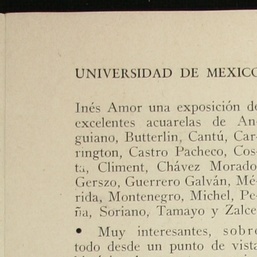 UNIVERSIDAD DE MEXICO
Inés Amor una exposición de
excelentes acuarelas de An-
guiano, Butterlin, Cantú, Car-
rington, Castro Pacheco, Cos-
ta, Climent, Chávez Morado,
Gerszo, Guerrero Galván, Mé-
rida, Montenegro, Michel, Pe-
ña, Soriano, Tamayo y Zalce.
• Muy interesantes, sobre
todo desde un punto de vista